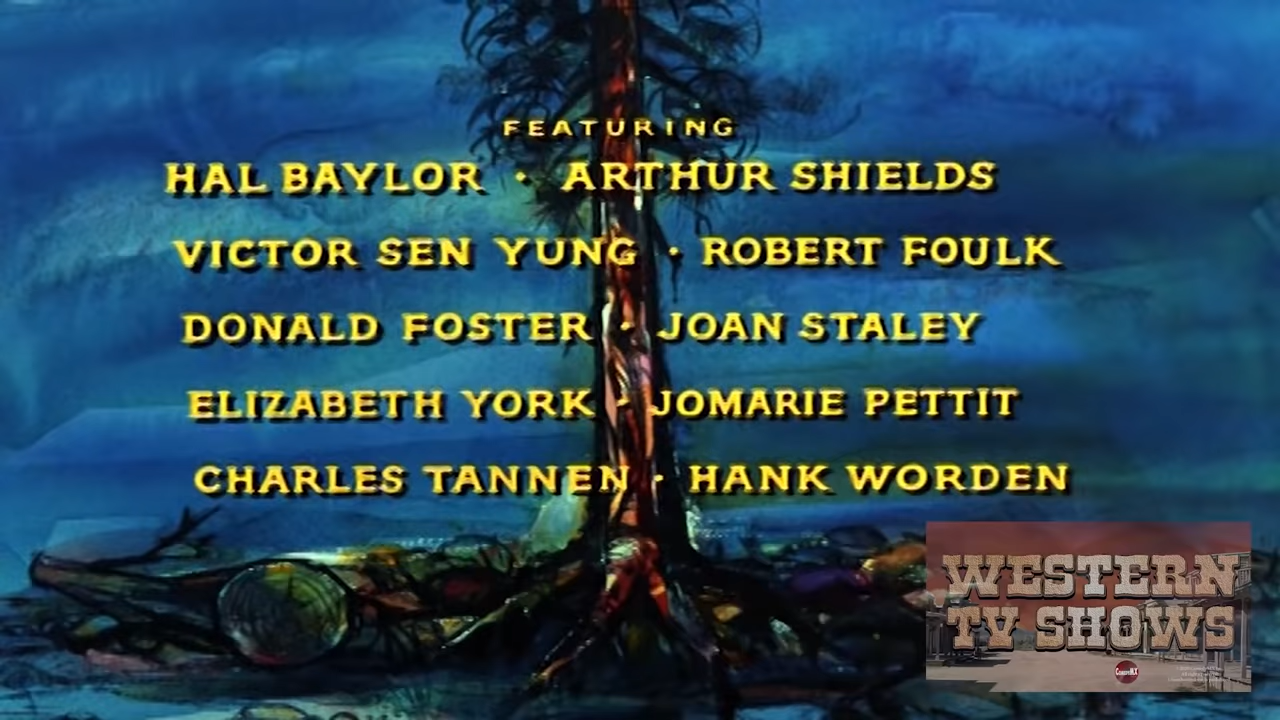 FEATURING
HAL BAYLOR · ARTHUR SHIELDS
VICTOR SEN YUNG · ROBERT FOULK
DONALD FOSTER · JOAN STALEY
ELIZABETH YORK · JOMARIE PETTIT
CHARLES TANNEN · HANK WORDEN
WESTERN
TV SHOWS